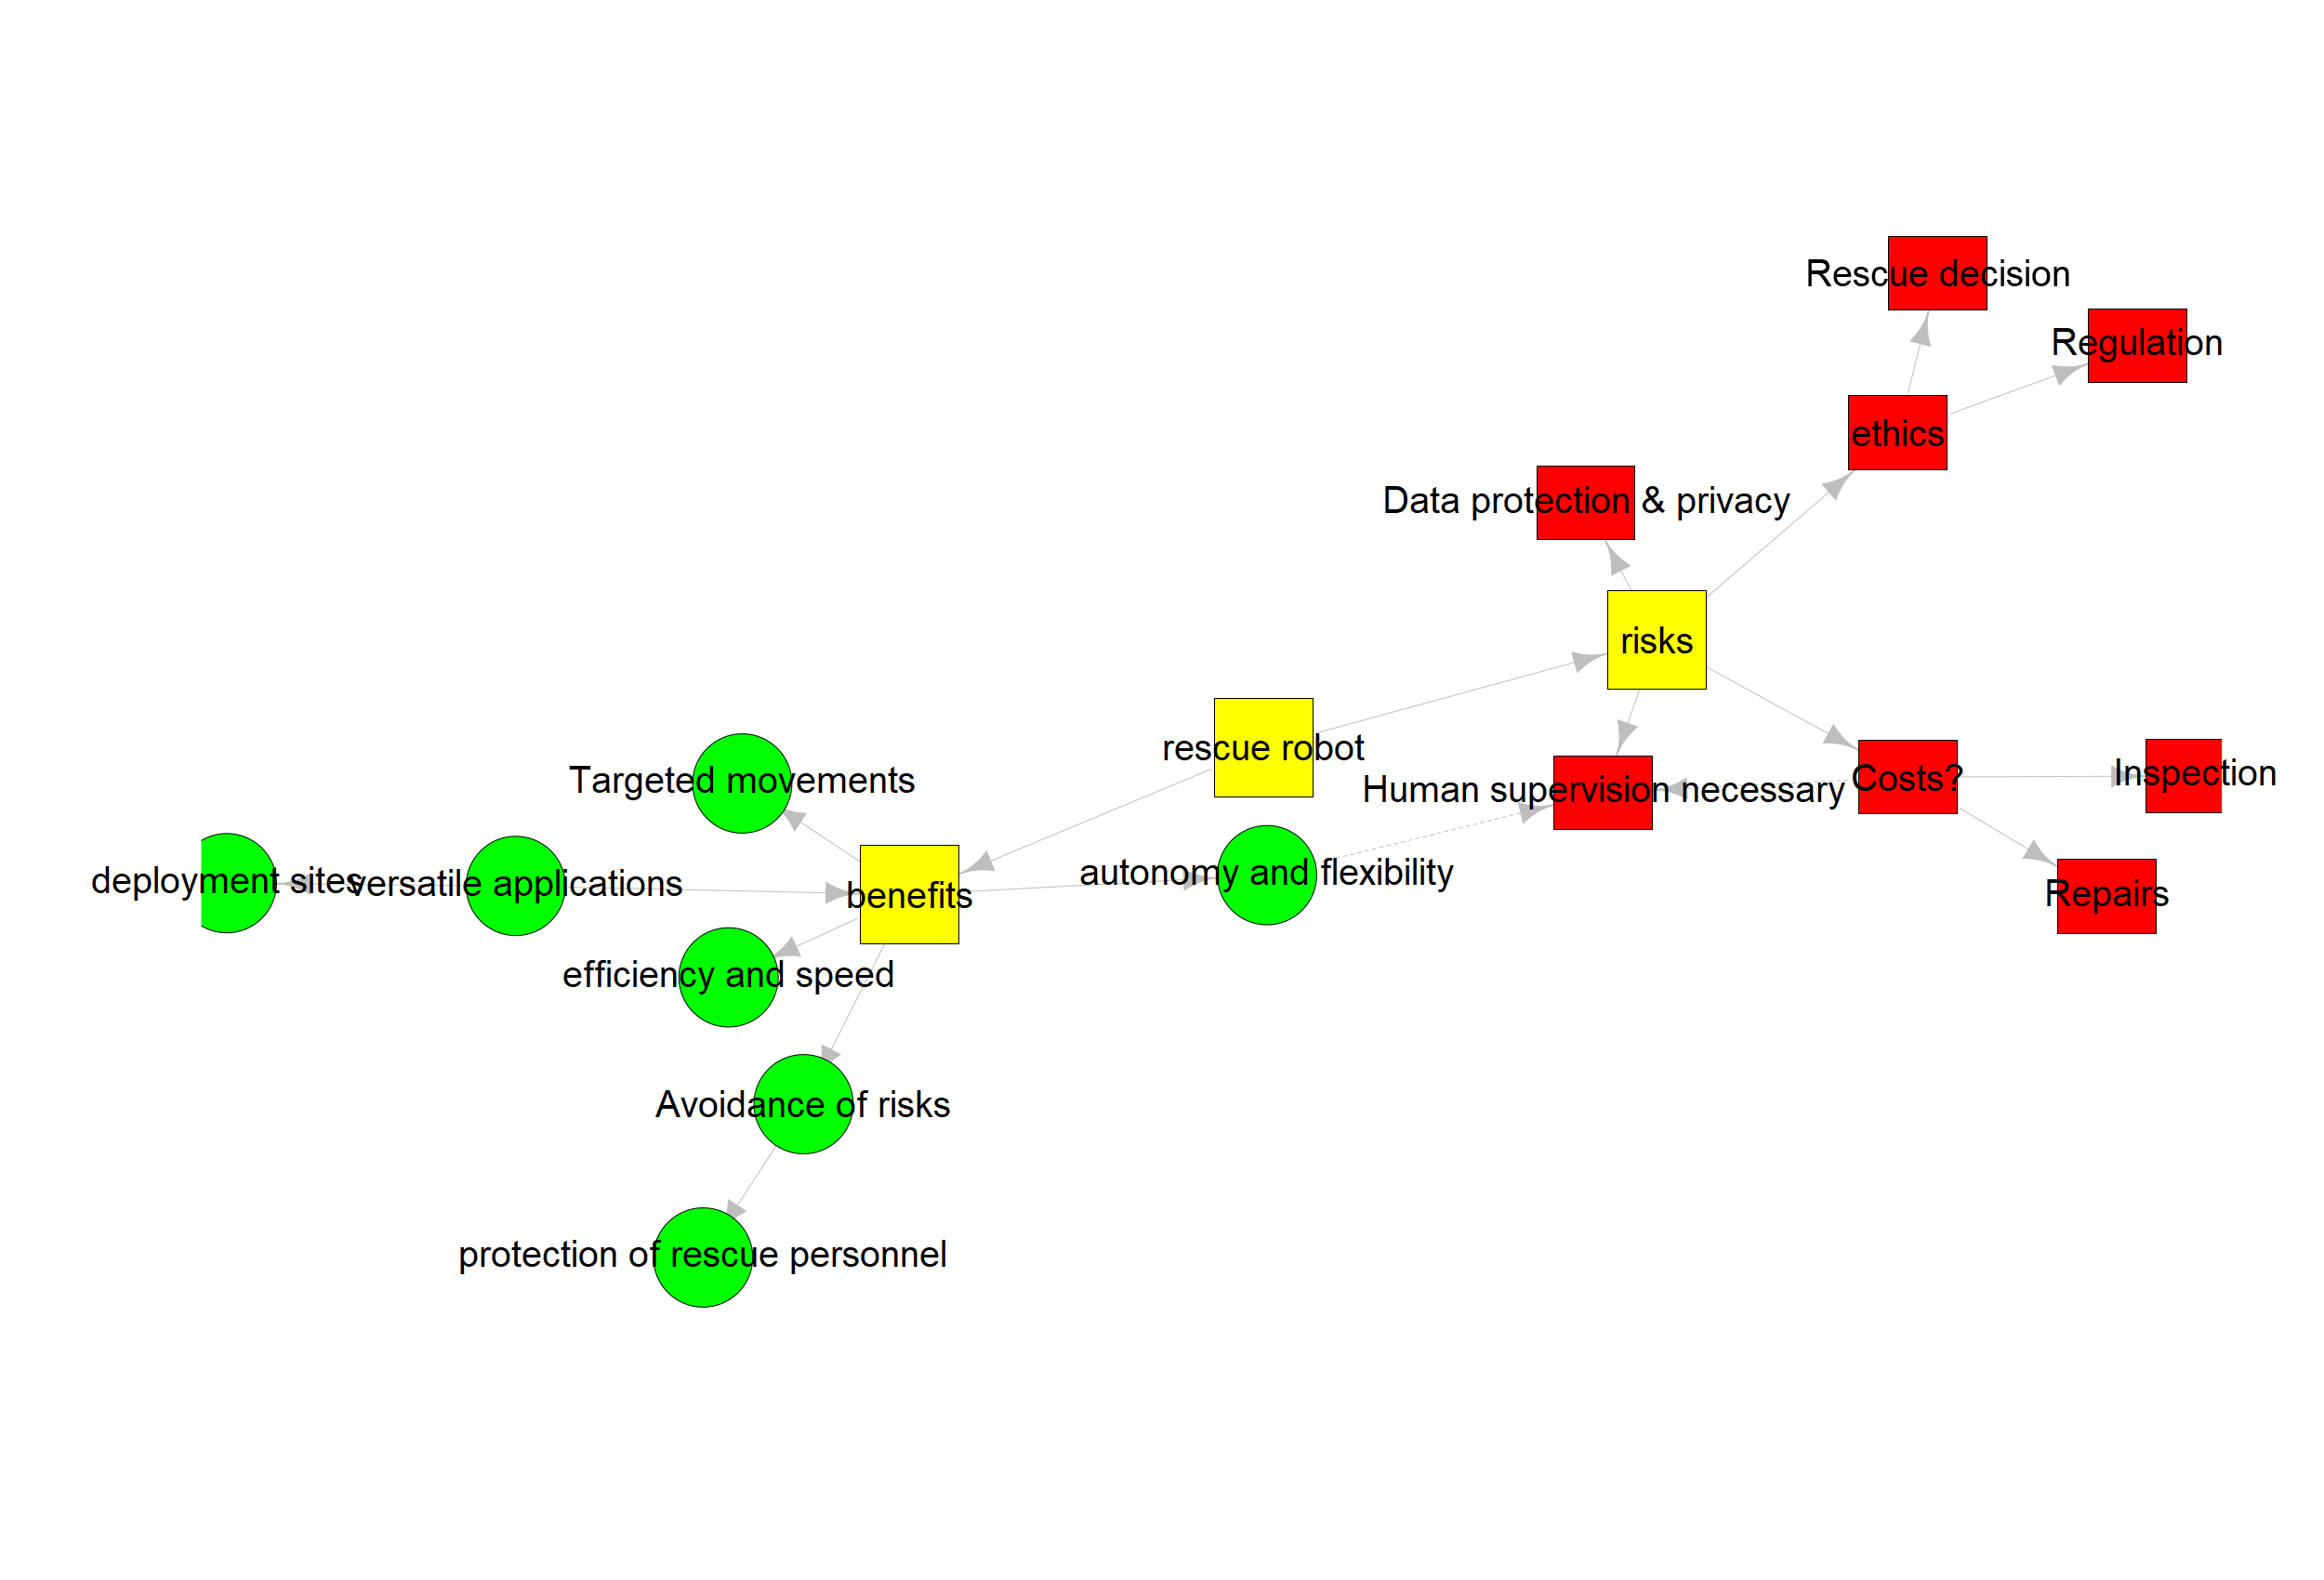 Rescue decision
Regulation
ethics
Data protection & privacy
risks
rescue robot
Targeted movements
Human supervision necessary
Costs?
Inspection
deployment sites
versatile applications
benefits
autonomy and flexibility
Repairs
efficiency and speed
Avoidance of risks
protection of rescue personnel